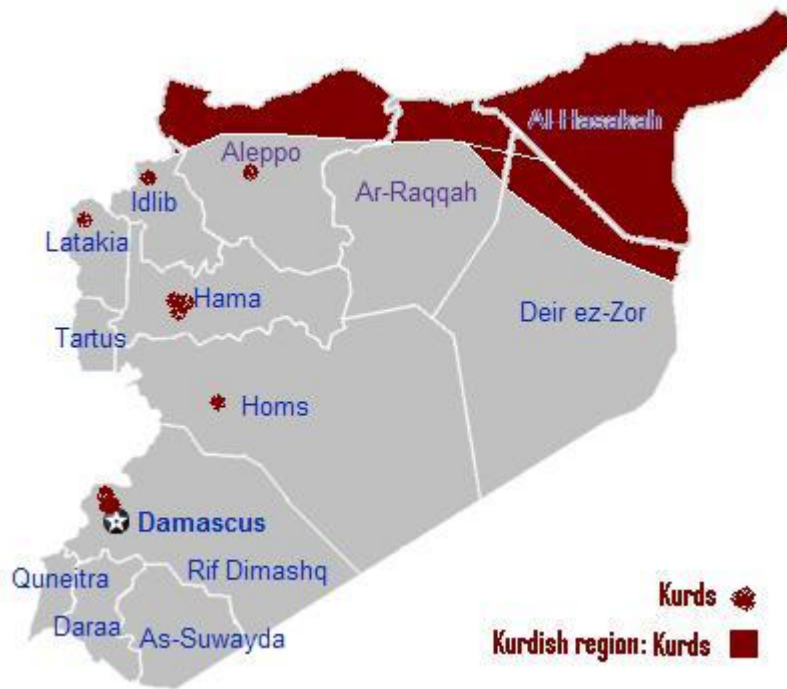 Al-Hasakah
Aleppo
Idlib
Ar-Raqqah
Latakia
Hama
Deir ez-Zor
Tartus
Homs
Damascus
Quneitra
Rif Dimashq
Daraa
As-Suwayda
Kurds
Kurdish region: Kurds